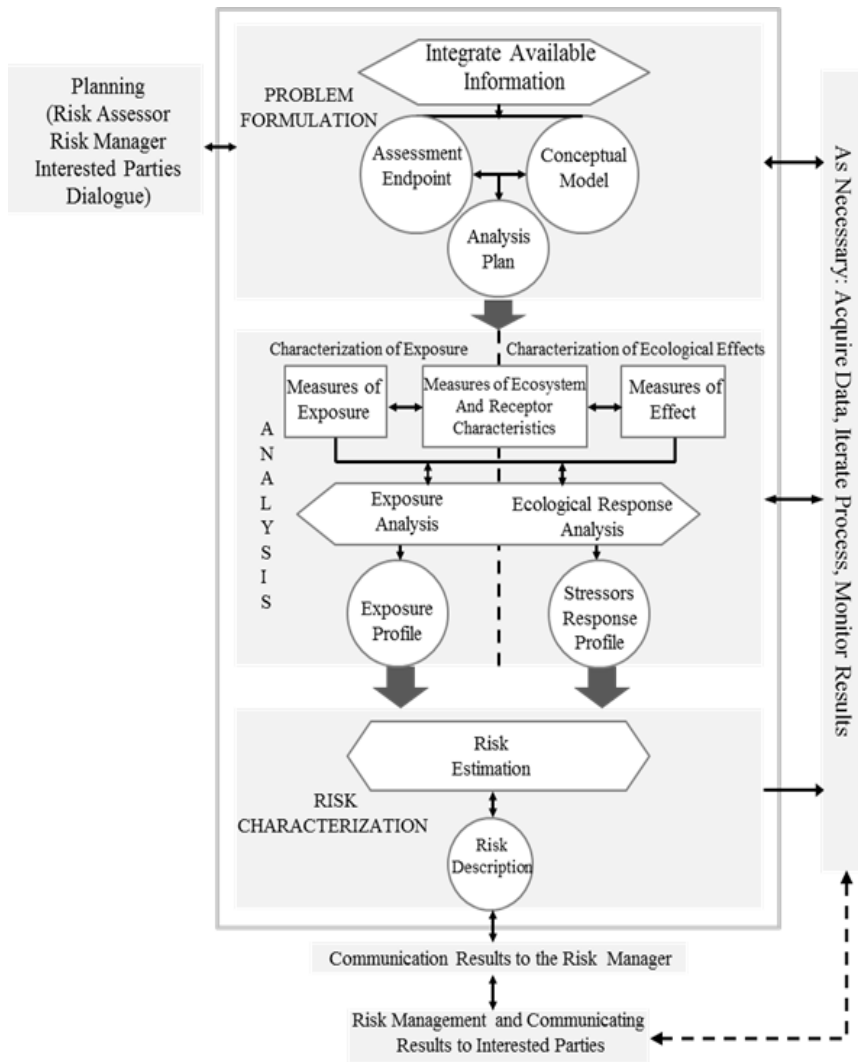 Planning
(Risk Assessor
Risk Manager
Interested Parties
Dialogue)
PROBLEM
FORMULATION
Integrate Available
Information
Assessment
Endpoint
Conceptual
Model
Analysis
Plan
As Necessary: Acquire Data, Iterate Process, Monitor Results
ANALYSIS
Characterization of Exposure
Characterization of Ecological Effects
Measures of
Exposure
Measures of Ecosystem
And Receptor
Characteristics
Measures of
Effect
Exposure
Analysis
Ecological Response
Analysis
Exposure
Profile
Stressors
Response
Profile
RISK
CHARACTERIZATION
Risk
Estimation
Risk
Description
Communication Results to the Risk Manager
Risk Management and Communicating
Results to Interested Parties